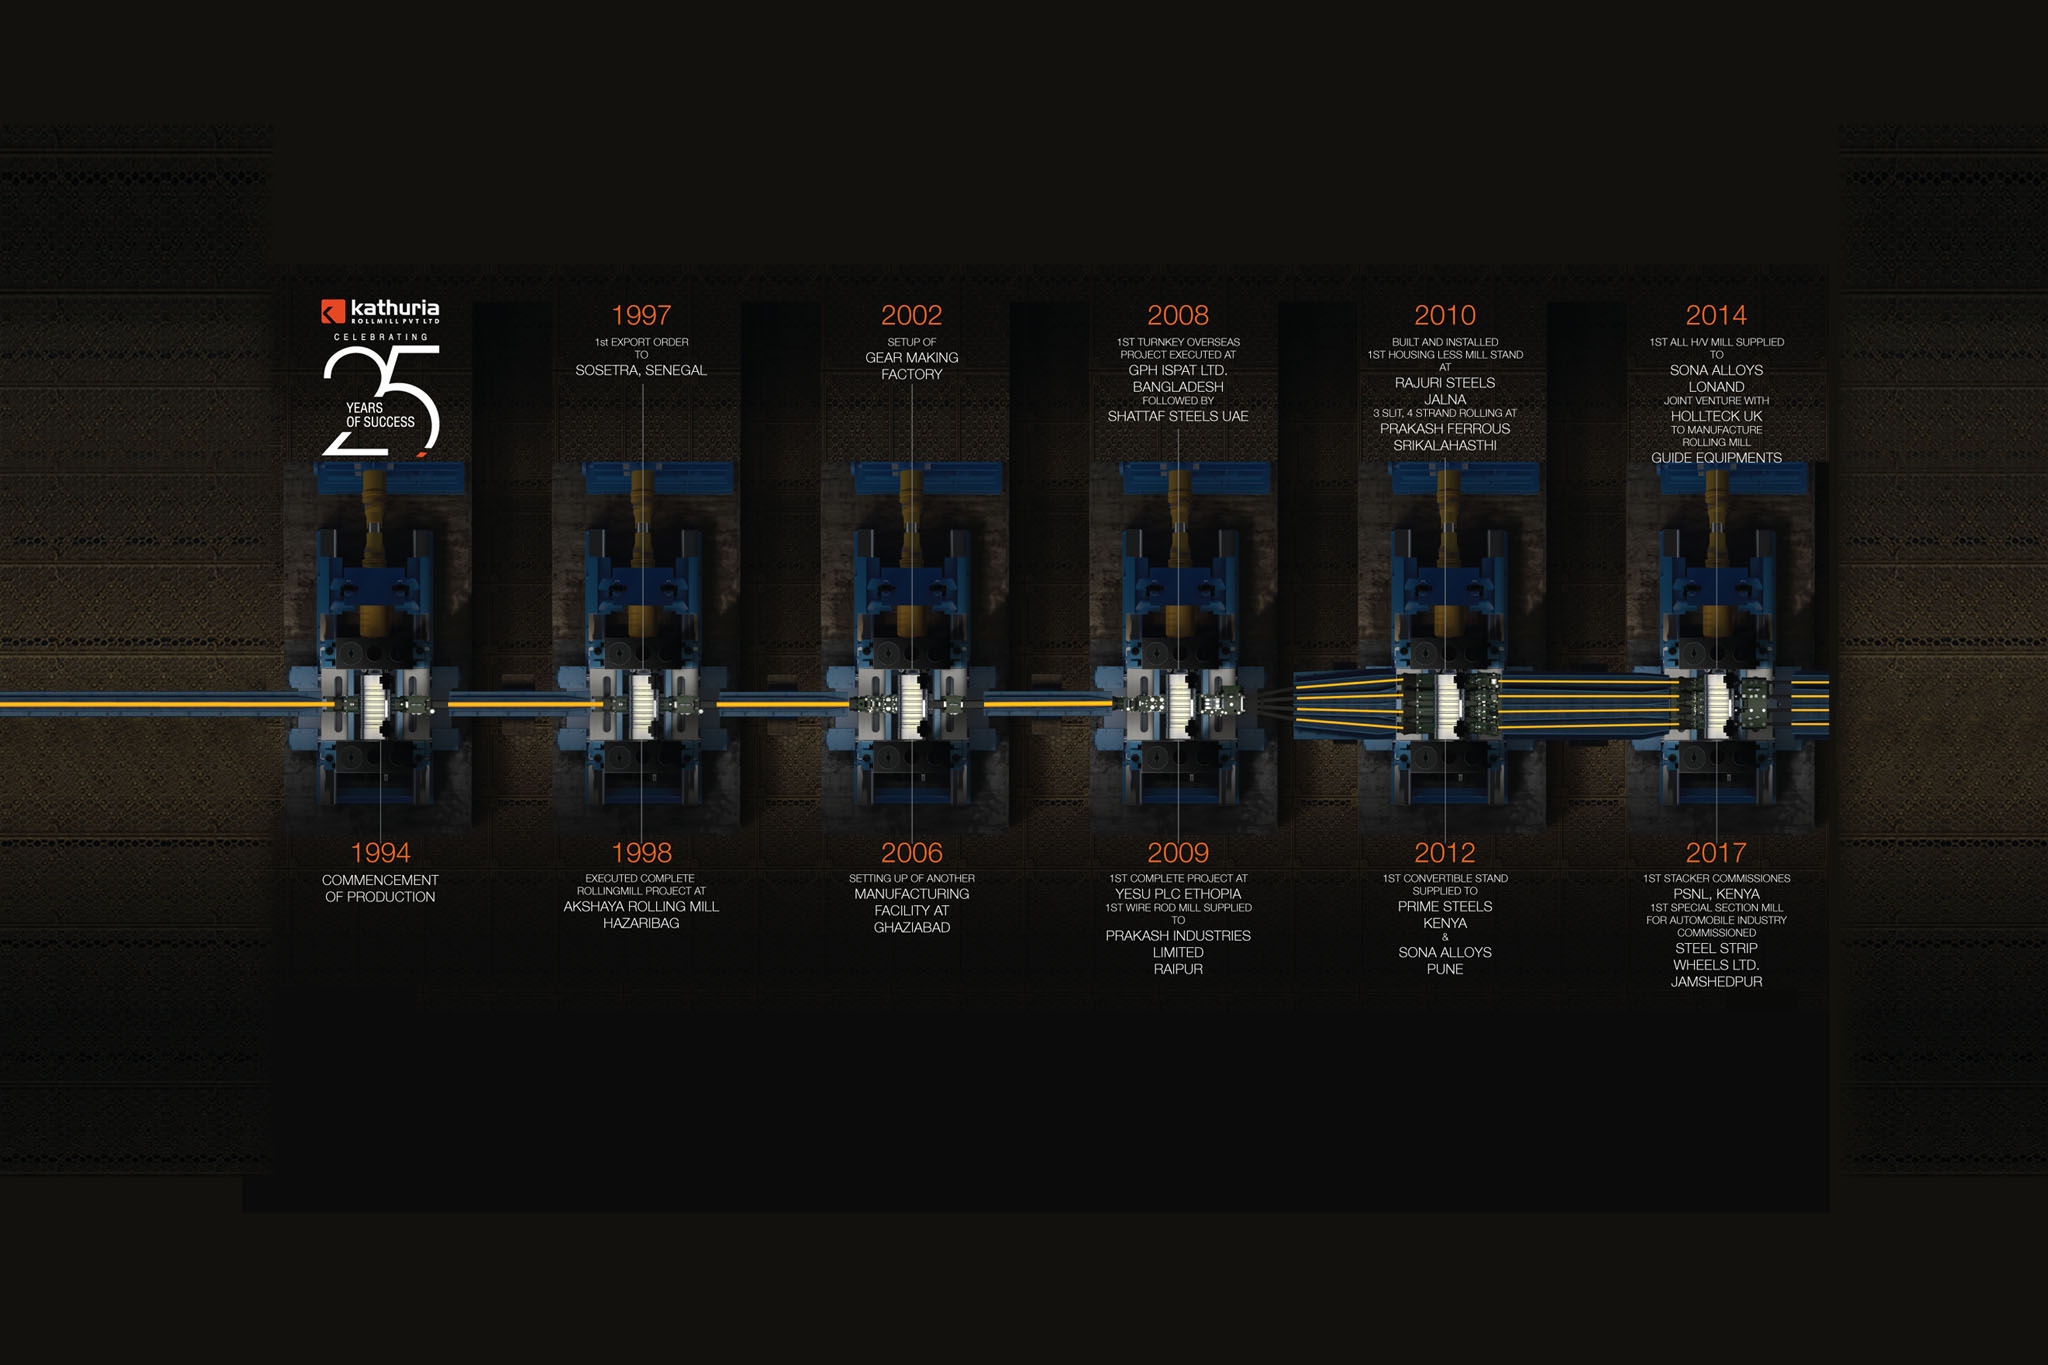 kathuria
ROLLMILL PVT LTD
CELEBRATING
25
YEARS
OF SUCCESS
1994
COMMENCEMENT
OF PRODUCTION
1997
1st EXPORT ORDER
TO
SOSETRA, SENEGAL
1998
EXECUTED COMPLETE
ROLLINGMILL PROJECT AT
AKSHAYA ROLLING MILL
HAZARIBAG
2002
SETUP OF
GEAR MAKING
FACTORY
2006
SETTING UP OF ANOTHER
MANUFACTURING
FACILITY AT
GHAZIABAD
2008
1ST TURNKEY OVERSEAS
PROJECT EXECUTED AT
GPH ISPAT LTD.
BANGLADESH
FOLLOWED BY
SHATTAF STEELS UAE
2009
1ST COMPLETE PROJECT AT
YESU PLC ETHOPIA
1ST WIRE ROD MILL SUPPLIED
TO
PRAKASH INDUSTRIES
LIMITED
RAIPUR
2010
BUILT AND INSTALLED
1ST HOUSING LESS MILL STAND
AT
RAJURI STEELS
JALNA
3 SLIT, 4 STRAND ROLLING AT
PRAKASH FERROUS
SRIKALAHASTHI
2012
1ST CONVERTIBLE STAND
SUPPLIED TO
PRIME STEELS
KENYA
&
SONA ALLOYS
PUNE
2014
1ST ALL H/V MILL SUPPLIED
TO
SONA ALLOYS
LONAND
JOINT VENTURE WITH
HOLLTECK UK
TO MANUFACTURE
ROLLING MILL
GUIDE EQUIPMENTS
2017
1ST STACKER COMMISSIONES
PSNL, KENYA
1ST SPECIAL SECTION MILL
FOR AUTOMOBILE INDUSTRY
COMMISSIONED
STEEL STRIP
WHEELS LTD.
JAMSHEDPUR